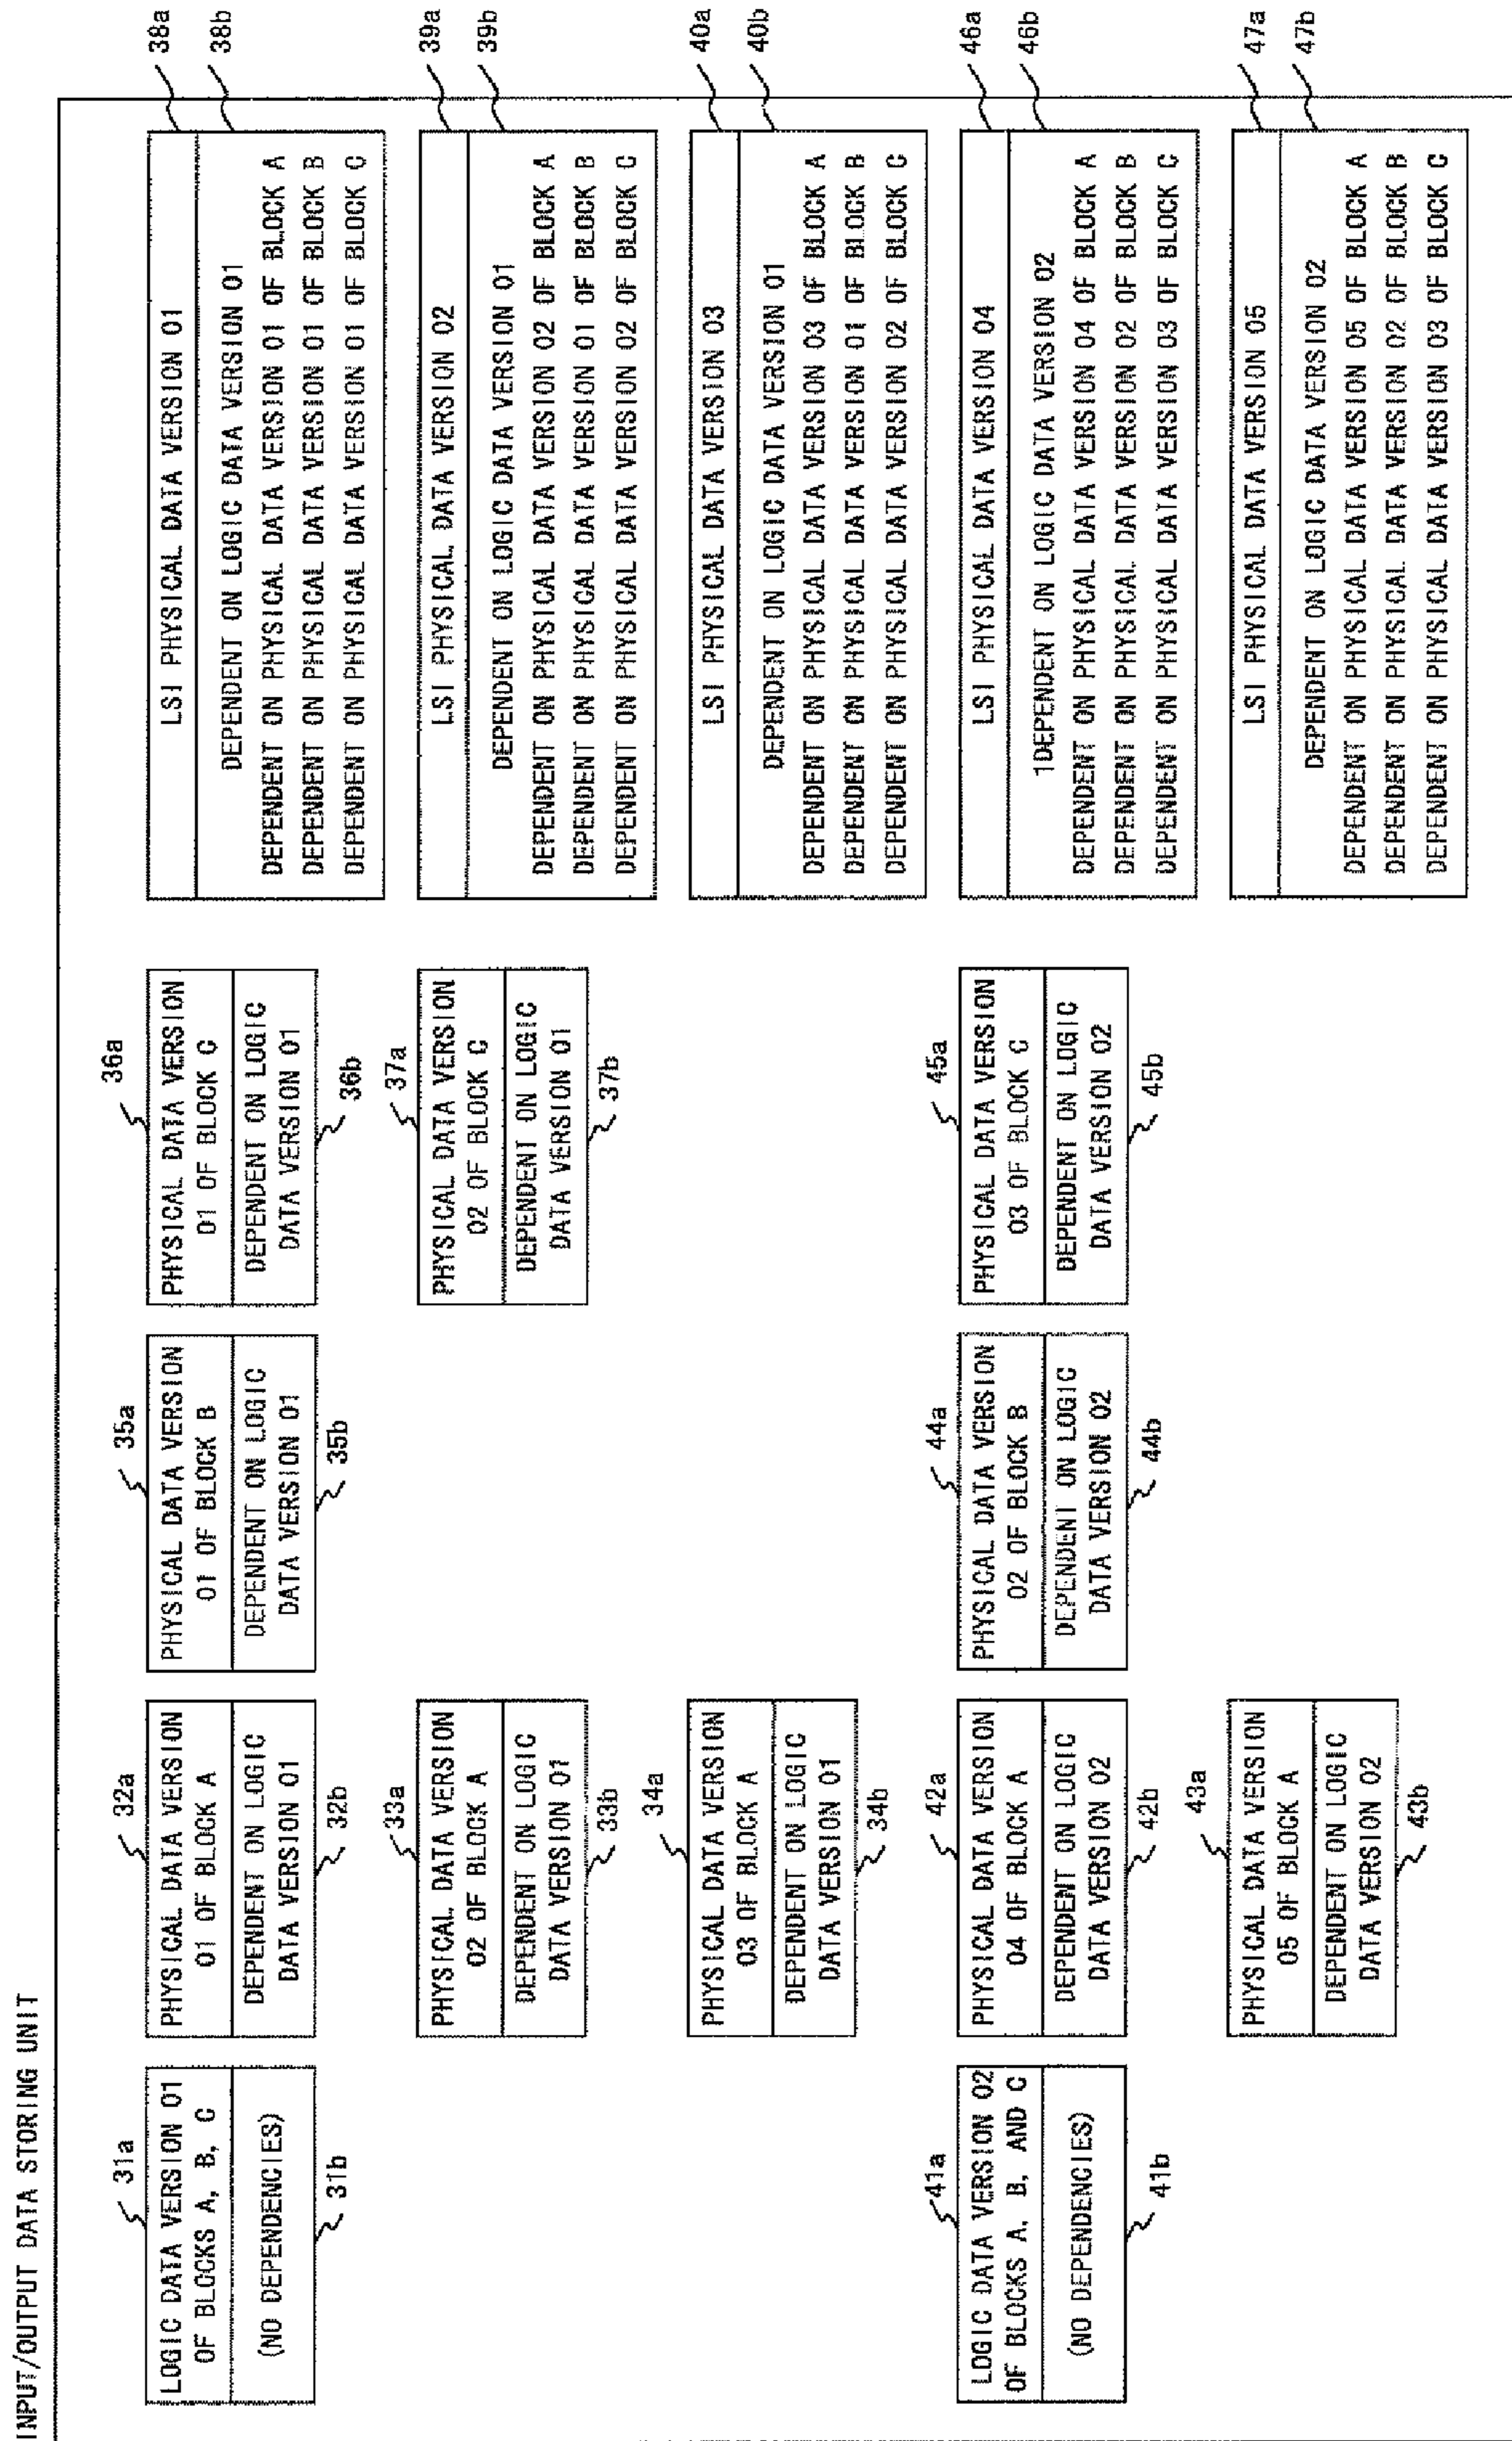 INPUT/OUTPUT DATA STORING UNIT
31a
LOGIC DATA VERSION 01
OF BLOCKS A, B, C
(NO DEPENDENCIES)
31b
32a
PHYSICAL DATA VERSION
01 OF BLOCK A
DEPENDENT ON LOGIC
DATA VERSION 01
32b
35a
PHYSICAL DATA VERSION
01 OF BLOCK B
DEPENDENT ON LOGIC
DATA VERSION 01
35b
36a
PHYSICAL DATA VERSION
01 OF BLOCK C
DEPENDENT ON LOGIC
DATA VERSION 01
36b
38a
LSI PHYSICAL DATA VERSION 01
38b
DEPENDENT ON LOGIC DATA VERSION 01
DEPENDENT ON PHYSICAL DATA VERSION 01 OF BLOCK A
DEPENDENT ON PHYSICAL DATA VERSION 01 OF BLOCK B
DEPENDENT ON PHYSICAL DATA VERSION 01 OF BLOCK C
33a
PHYSICAL DATA VERSION
02 OF BLOCK A
DEPENDENT ON LOGIC
DATA VERSION 01
33b
37a
PHYSICAL DATA VERSION
02 OF BLOCK C
DEPENDENT ON LOGIC
DATA VERSION 01
37b
39a
LSI PHYSICAL DATA VERSION 02
39b
DEPENDENT ON LOGIC DATA VERSION 01
DEPENDENT ON PHYSICAL DATA VERSION 02 OF BLOCK A
DEPENDENT ON PHYSICAL DATA VERSION 01 OF BLOCK B
DEPENDENT ON PHYSICAL DATA VERSION 02 OF BLOCK C
34a
PHYSICAL DATA VERSION
03 OF BLOCK A
DEPENDENT ON LOGIC
DATA VERSION 01
34b
40a
LSI PHYSICAL DATA VERSION 03
40b
DEPENDENT ON LOGIC DATA VERSION 01
DEPENDENT ON PHYSICAL DATA VERSION 03 OF BLOCK A
DEPENDENT ON PHYSICAL DATA VERSION 01 OF BLOCK B
DEPENDENT ON PHYSICAL DATA VERSION 02 OF BLOCK C
41a
LOGIC DATA VERSION 02
OF BLOCKS A, B, AND C
(NO DEPENDENCIES)
41b
42a
PHYSICAL DATA VERSION
04 OF BLOCK A
DEPENDENT ON LOGIC
DATA VERSION 02
42b
44a
PHYSICAL DATA VERSION
02 OF BLOCK B
DEPENDENT ON LOGIC
DATA VERSION 02
44b
45a
PHYSICAL DATA VERSION
03 OF BLOCK C
DEPENDENT ON LOGIC
DATA VERSION 02
45b
46a
LSI PHYSICAL DATA VERSION 04
46b
1DEPENDENT ON LOGIC DATA VERSION 02
DEPENDENT ON PHYSICAL DATA VERSION 04 OF BLOCK A
DEPENDENT ON PHYSICAL DATA VERSION 02 OF BLOCK B
DEPENDENT ON PHYSICAL DATA VERSION 03 OF BLOCK C
43a
PHYSICAL DATA VERSION
05 OF BLOCK A
DEPENDENT ON LOGIC
DATA VERSION 02
43b
47a
LSI PHYSICAL DATA VERSION 05
47b
DEPENDENT ON LOGIC DATA VERSION 02
DEPENDENT ON PHYSICAL DATA VERSION 05 OF BLOCK A
DEPENDENT ON PHYSICAL DATA VERSION 02 OF BLOCK B
DEPENDENT ON PHYSICAL DATA VERSION 03 OF BLOCK C